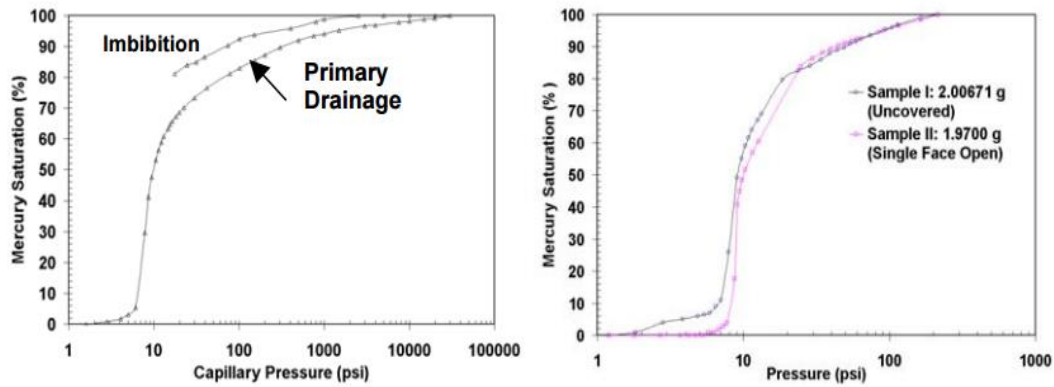 100
90
80
70
60
50
40
30
20
10
0
Mercury Saturation (%)
Imbibition
Primary
Drainage
1 10 100 1000 10000 100000
Capillary Pressure (psi)
100
90
80
70
60
50
40
30
20
10
0
Mercury Saturation (% )
Sample I: 2.00671 g
(Uncovered)
Sample II: 1.9700 g
(Single Face Open)
1 10 100 1000
Pressure (psi)